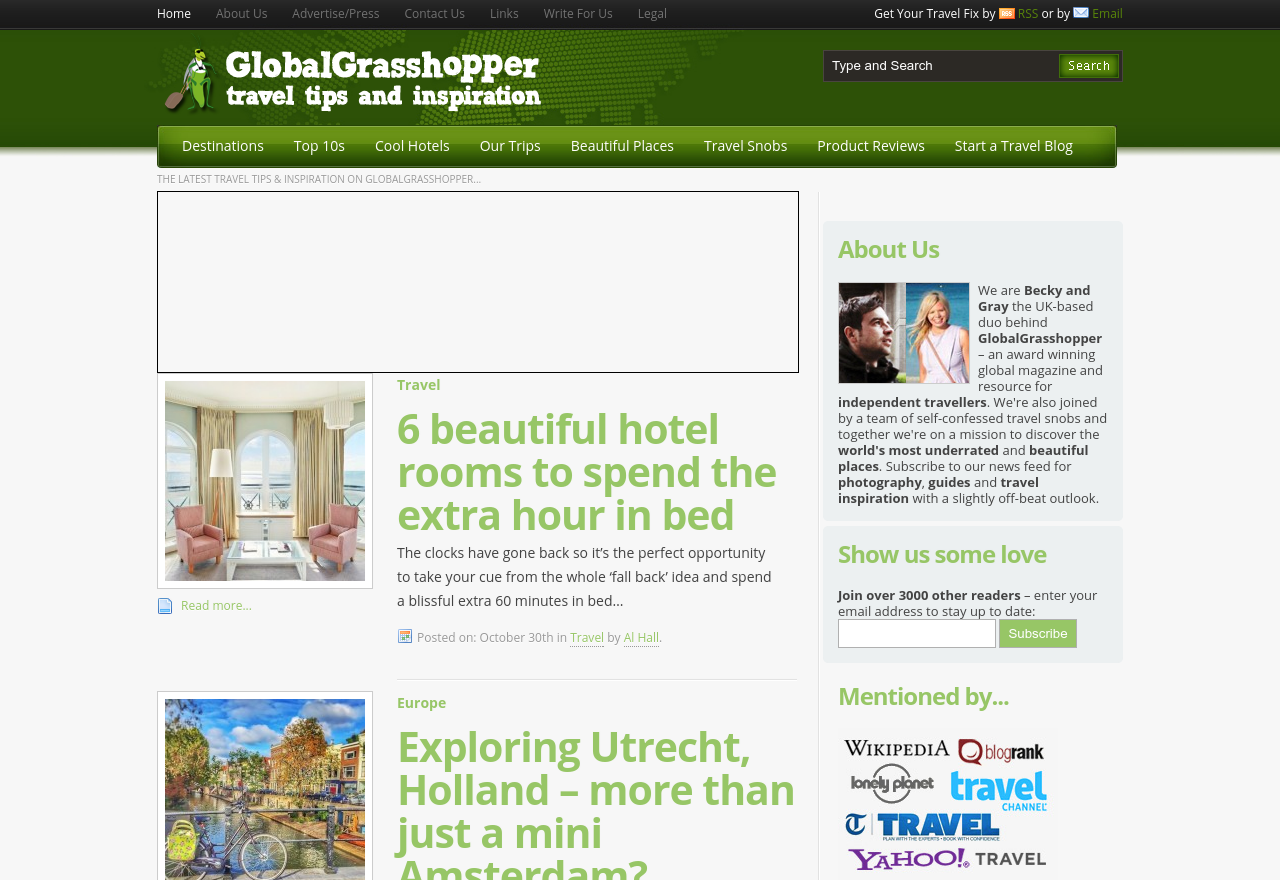 Home About Us Advertise/Press Contact Us Links Write For Us Legal
Get Your Travel Fix by RSS or by Email
GlobalGrasshopper
travel tips and inspiration
Type and Search
Search
Destinations Top 10s Cool Hotels Our Trips Beautiful Places Travel Snobs Product Reviews Start a Travel Blog
THE LATEST TRAVEL TIPS & INSPIRATION ON GLOBALGRASSHOPPER...
Travel
6 beautiful hotel
rooms to spend the
extra hour in bed
The clocks have gone back so it’s the perfect opportunity
to take your cue from the whole ‘fall back’ idea and spend
a blissful extra 60 minutes in bed...
Read more...
Posted on: October 30th in Travel by Al Hall.
Europe
Exploring Utrecht,
Holland – more than
just a mini
Amsterdam?
About Us
We are Becky and
Gray the UK-based
duo behind
GlobalGrasshopper
– an award winning
global magazine and
resource for
independent travellers. We're also joined
by a team of self-confessed travel snobs and
together we're on a mission to discover the
world's most underrated and beautiful
places. Subscribe to our news feed for
photography, guides and travel
inspiration with a slightly off-beat outlook.
Show us some love
Join over 3000 other readers – enter your
email address to stay up to date:
Subscribe
Mentioned by...
WIKIPEDIA blogrank
lonely planet travel
CHANNEL
T TRAVEL
PLAN WITH THE EXPERTS • BOOK WITH CONFIDENCE
YAHOO! TRAVEL